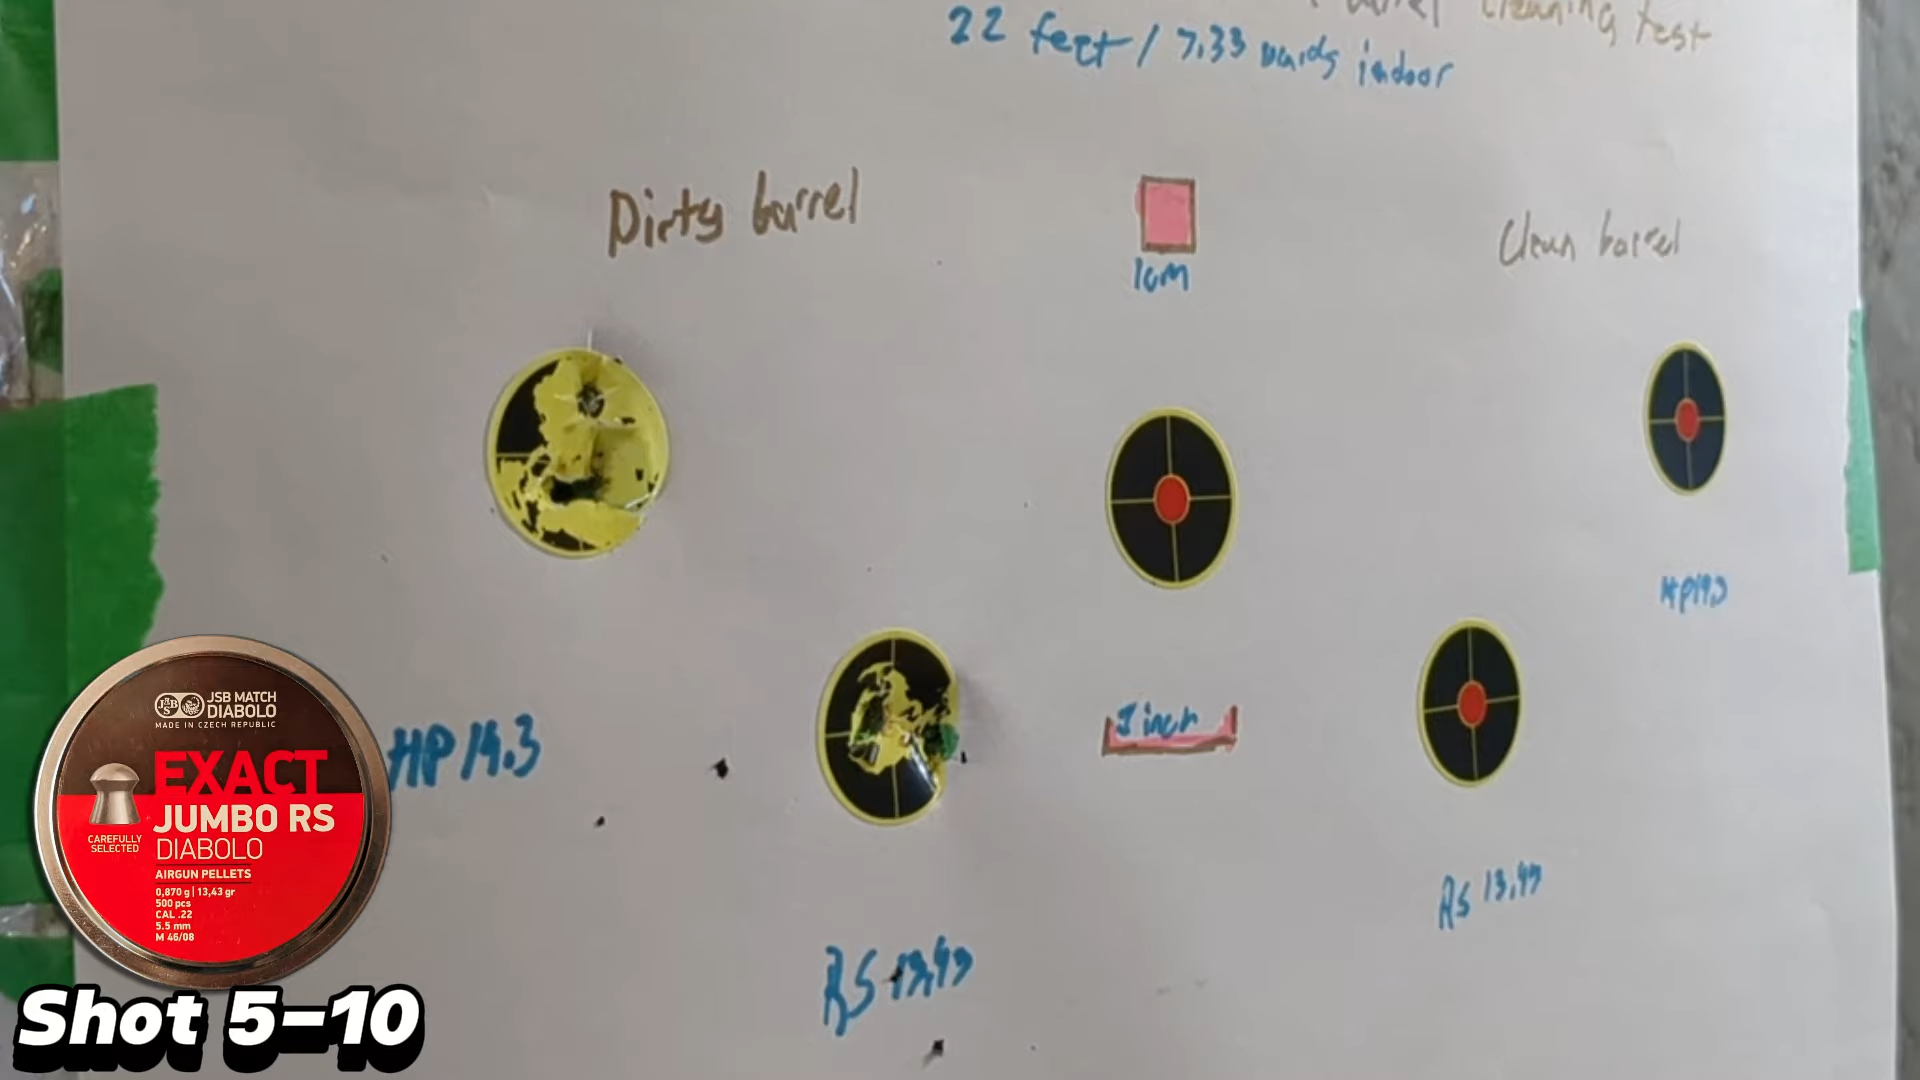 barrel cleaning test
22 feet / 7.33 yards indoor
Dirty barrel
1cm
Clean barrel
HP 14.3
1 inch
HP14.3
RS 13,43
RS 13,43
JSB MATCH
DIABOLO
MADE IN CZECH REPUBLIC
EXACT
JUMBO RS
DIABOLO
CAREFULLY
SELECTED
AIRGUN PELLETS
0,870 g | 13,43 gr
500 pcs
CAL .22
5.5 mm
M 46/08
Shot 5-10